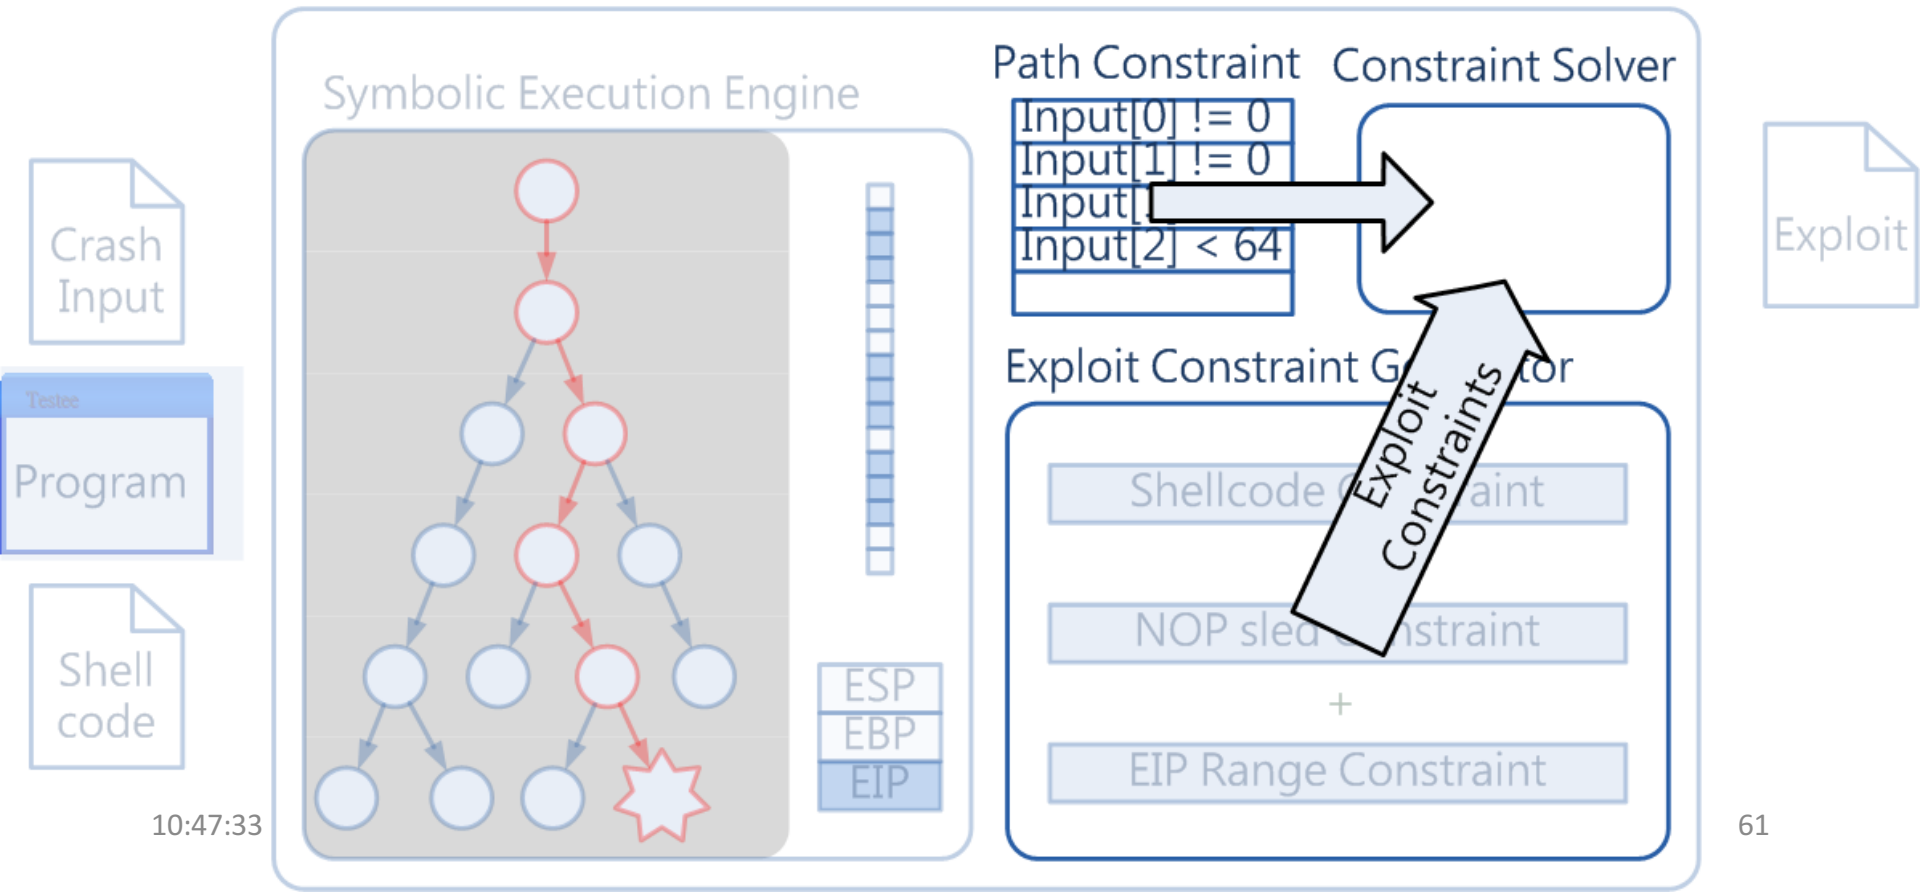 Path Constraint
Constraint Solver
Symbolic Execution Engine
Input[0] != 0
Input[1] != 0
Input[
Input[2] < 64
Crash
Input
Exploit
Exploit Constraint G tor
Testee
Program
Exploit
Constraints
Shellcode aint
NOP sled nstraint
+
EIP Range Constraint
Shell
code
ESP
EBP
EIP
10:47:33
61